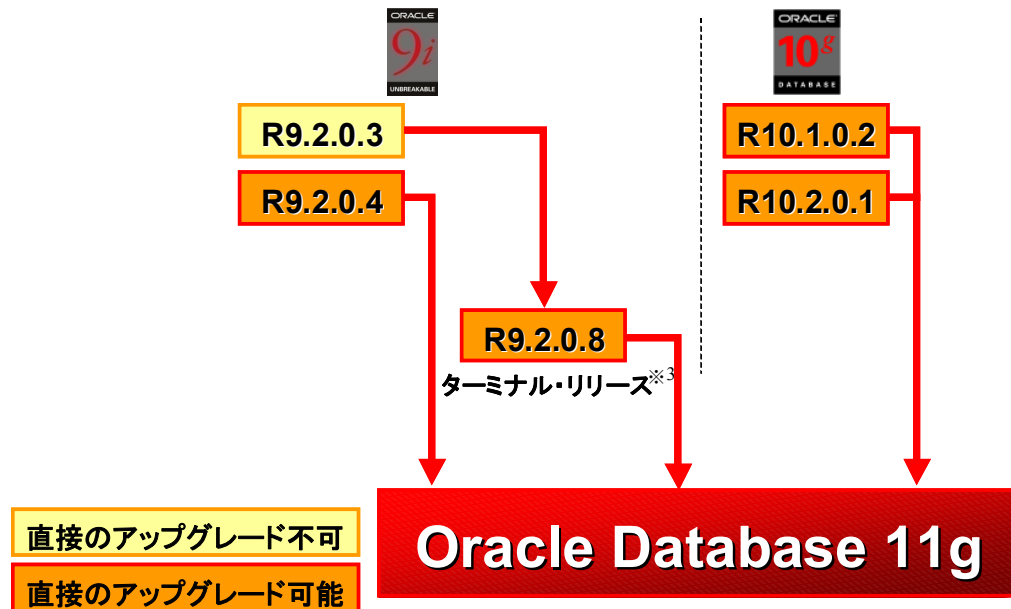 ORACLE
9i
UNBREAKABLE
ORACLE
10g
DATABASE
R9.2.0.3
R10.1.0.2
R9.2.0.4
R10.2.0.1
R9.2.0.8
ターミナル・リリース※3
直接のアップグレード不可
直接のアップグレード可能
Oracle Database 11g